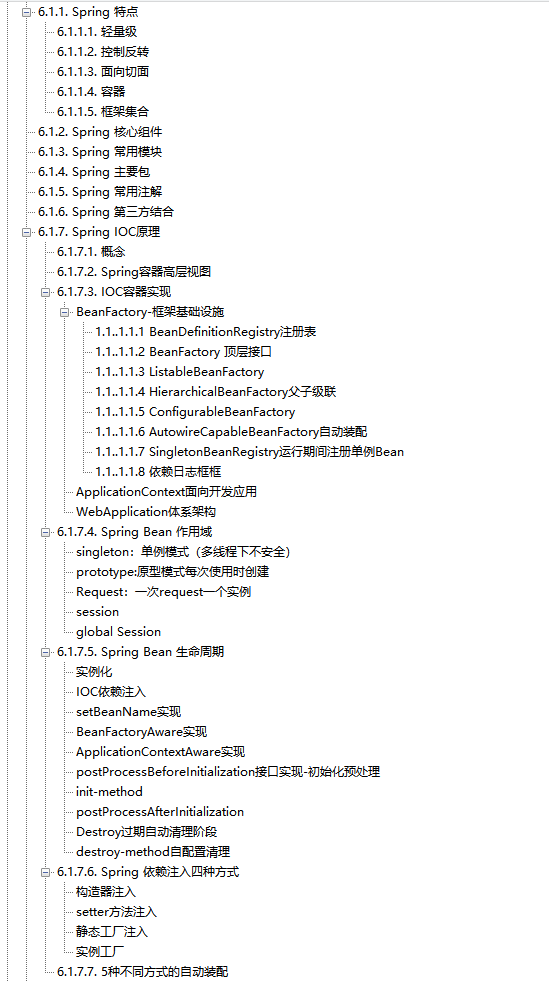 6.1.1. Spring 特点
6.1.1.1. 轻量级
6.1.1.2. 控制反转
6.1.1.3. 面向切面
6.1.1.4. 容器
6.1.1.5. 框架集合
6.1.2. Spring 核心组件
6.1.3. Spring 常用模块
6.1.4. Spring 主要包
6.1.5. Spring 常用注解
6.1.6. Spring 第三方结合
6.1.7. Spring IOC原理
6.1.7.1. 概念
6.1.7.2. Spring容器高层视图
6.1.7.3. IOC容器实现
BeanFactory-框架基础设施
1.1..1.1.1 BeanDefinitionRegistry注册表
1.1..1.1.2 BeanFactory 顶层接口
1.1..1.1.3 ListableBeanFactory
1.1..1.1.4 HierarchicalBeanFactory父子级联
1.1..1.1.5 ConfigurableBeanFactory
1.1..1.1.6 AutowireCapableBeanFactory自动装配
1.1..1.1.7 SingletonBeanRegistry运行期间注册单例Bean
1.1..1.1.8 依赖日志框框
ApplicationContext面向开发应用
WebApplication体系架构
6.1.7.4. Spring Bean 作用域
singleton：单例模式（多线程下不安全）
prototype:原型模式每次使用时创建
Request：一次request一个实例
session
global Session
6.1.7.5. Spring Bean 生命周期
实例化
IOC依赖注入
setBeanName实现
BeanFactoryAware实现
ApplicationContextAware实现
postProcessBeforeInitialization接口实现-初始化预处理
init-method
postProcessAfterInitialization
Destroy过期自动清理阶段
destroy-method自配置清理
6.1.7.6. Spring 依赖注入四种方式
构造器注入
setter方法注入
静态工厂注入
实例工厂
6.1.7.7. 5种不同方式的自动装配